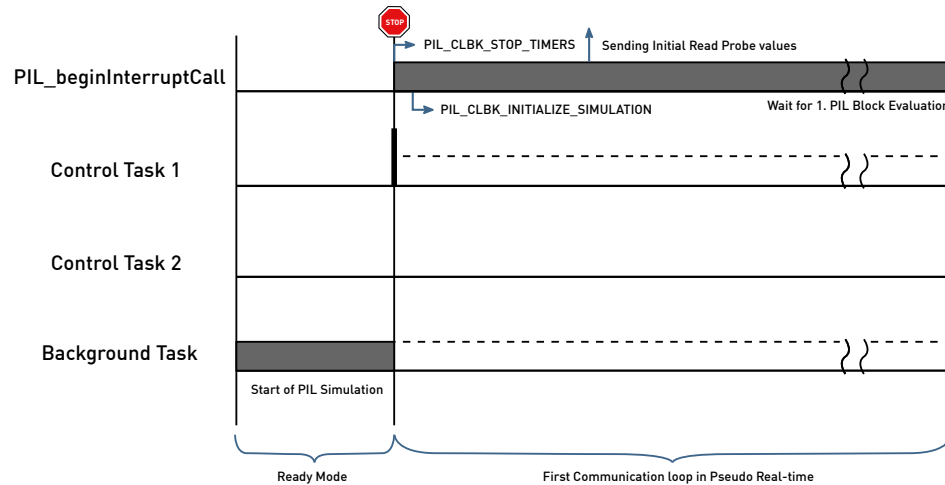 STOP
PIL_CLBK_STOP_TIMERS
Sending Initial Read Probe values
PIL_beginInterruptCall
PIL_CLBK_INITIALIZE_SIMULATION
Wait for 1. PIL Block Evaluation
Control Task 1
Control Task 2
Background Task
Start of PIL Simulation
Ready Mode
First Communication loop in Pseudo Real-time